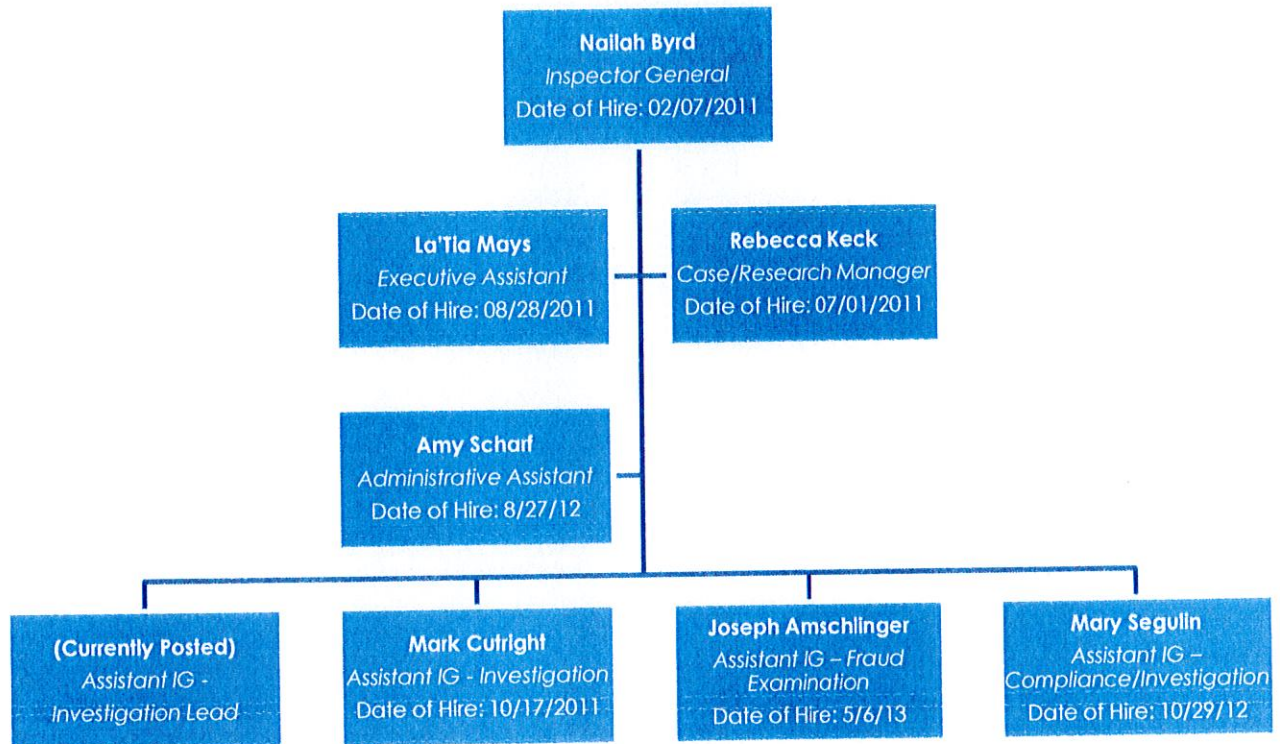 Nailah Byrd
Inspector General
Date of Hire: 02/07/2011
La'Tia Mays
Executive Assistant
Date of Hire: 08/28/2011
Rebecca Keck
Case/Research Manager
Date of Hire: 07/01/2011
Amy Scharf
Administrative Assistant
Date of Hire: 8/27/12
(Currently Posted)
Assistant IG -
Investigation Lead
Mark Cutright
Assistant IG - Investigation
Date of Hire: 10/17/2011
Joseph Amschlinger
Assistant IG – Fraud
Examination
Date of Hire: 5/6/13
Mary Segulin
Assistant IG –
Compliance/Investigation
Date of Hire: 10/29/12